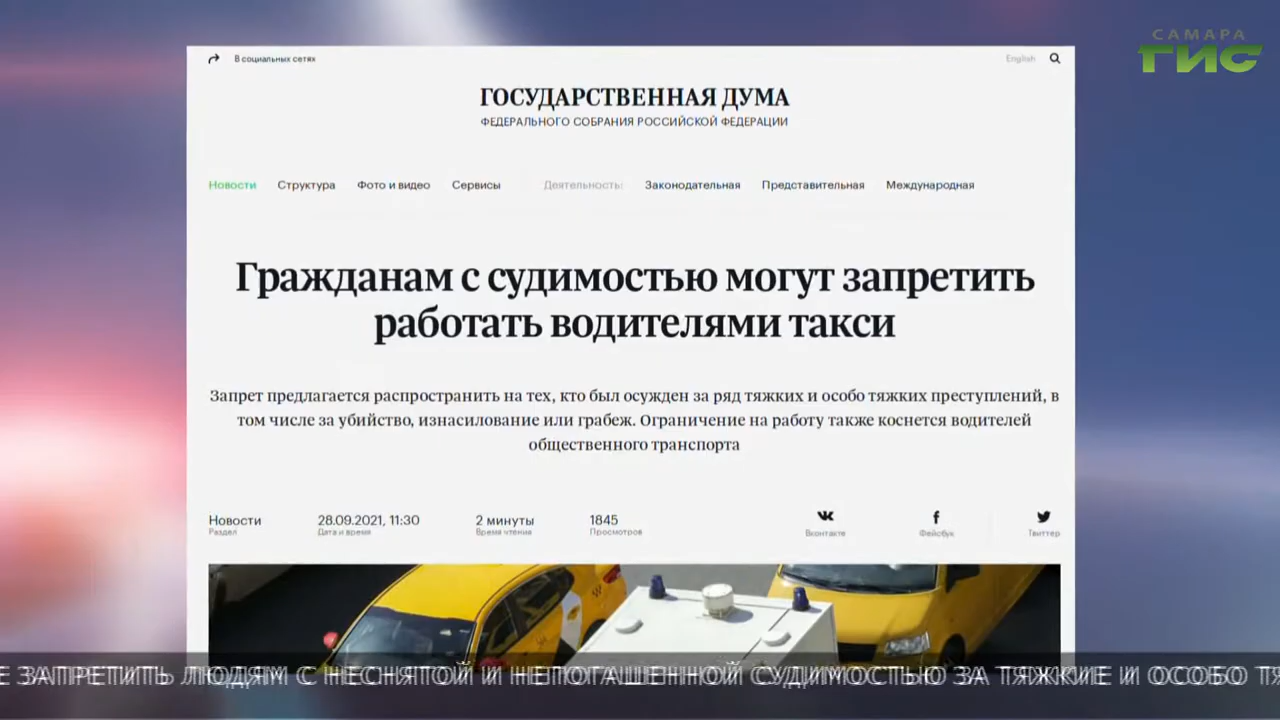 САМАРА
ГИС
В социальных сетях
English
ГОСУДАРСТВЕННАЯ ДУМА
ФЕДЕРАЛЬНОГО СОБРАНИЯ РОССИЙСКОЙ ФЕДЕРАЦИИ
Новости Структура Фото и видео Сервисы Деятельность: Законодательная Представительная Международная
Гражданам с судимостью могут запретить
работать водителями такси
Запрет предлагается распространить на тех, кто был осужден за ряд тяжких и особо тяжких преступлений, в
том числе за убийство, изнасилование или грабеж. Ограничение на работу также коснется водителей
общественного транспорта
Новости 28.09.2021, 11:30 2 минуты 1845
Раздел Дата и время Время чтения Просмотров Вконтакте Фейсбук Твиттер
Е ЗАПРЕТИТЬ ЛЮДЯМ С НЕСНЯТОЙ И НЕПОГАШЕННОЙ СУДИМОСТЬЮ ЗА ТЯЖКИЕ И ОСОБО ТЯ